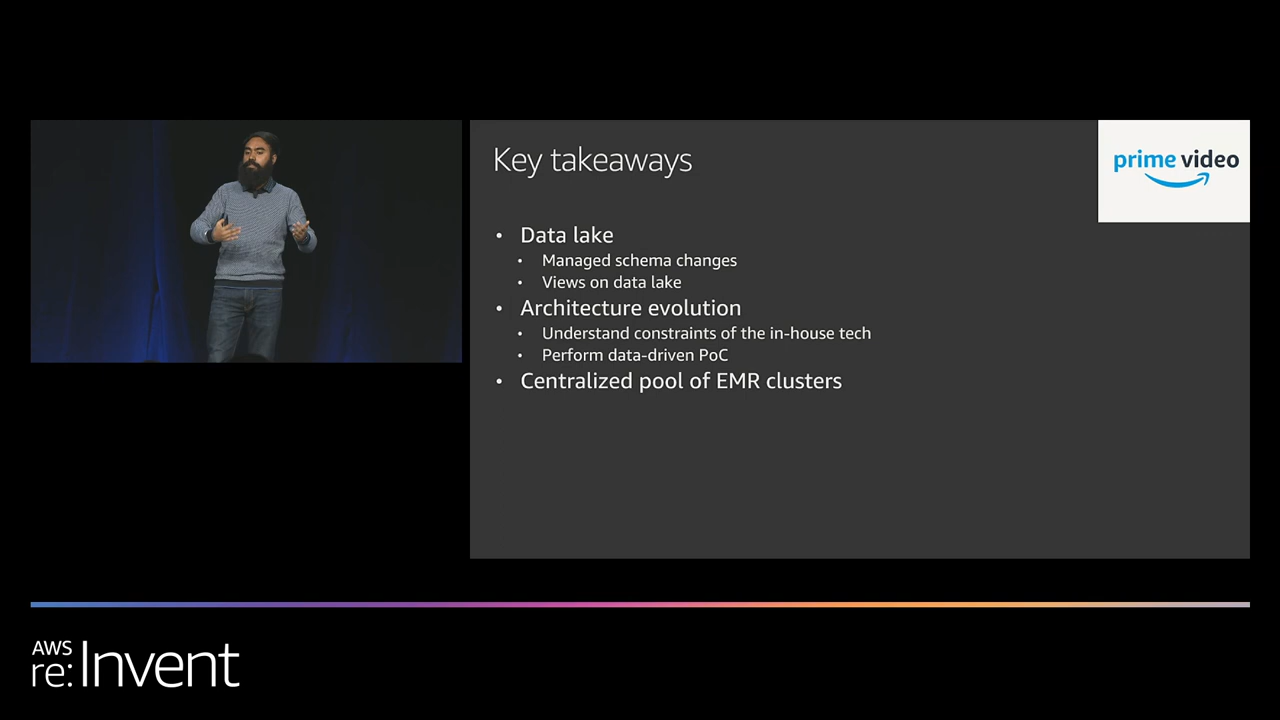 Key takeaways
prime video
• Data lake
• Managed schema changes
• Views on data lake
• Architecture evolution
• Understand constraints of the in-house tech
• Perform data-driven PoC
• Centralized pool of EMR clusters
AWS
re:Invent